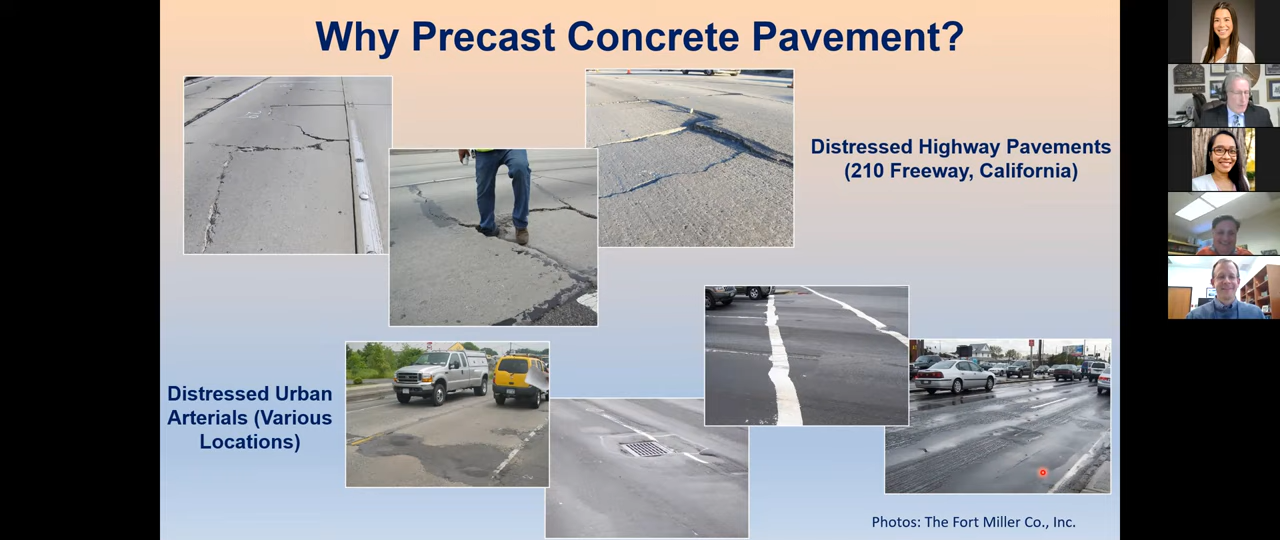 Why Precast Concrete Pavement?
Distressed Highway Pavements
(210 Freeway, California)
Distressed Urban
Arterials (Various
Locations)
Photos: The Fort Miller Co., Inc.